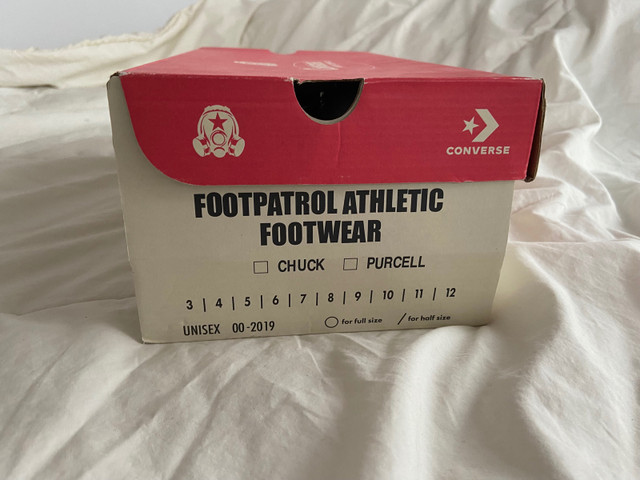 CONVERSE
FOOTPATROL ATHLETIC
FOOTWEAR
CHUCK PURCELL
3 | 4 | 5 | 6 | 7 | 8 | 9 | 10 | 11 | 12
UNISEX 00-2019 for full size / for half size